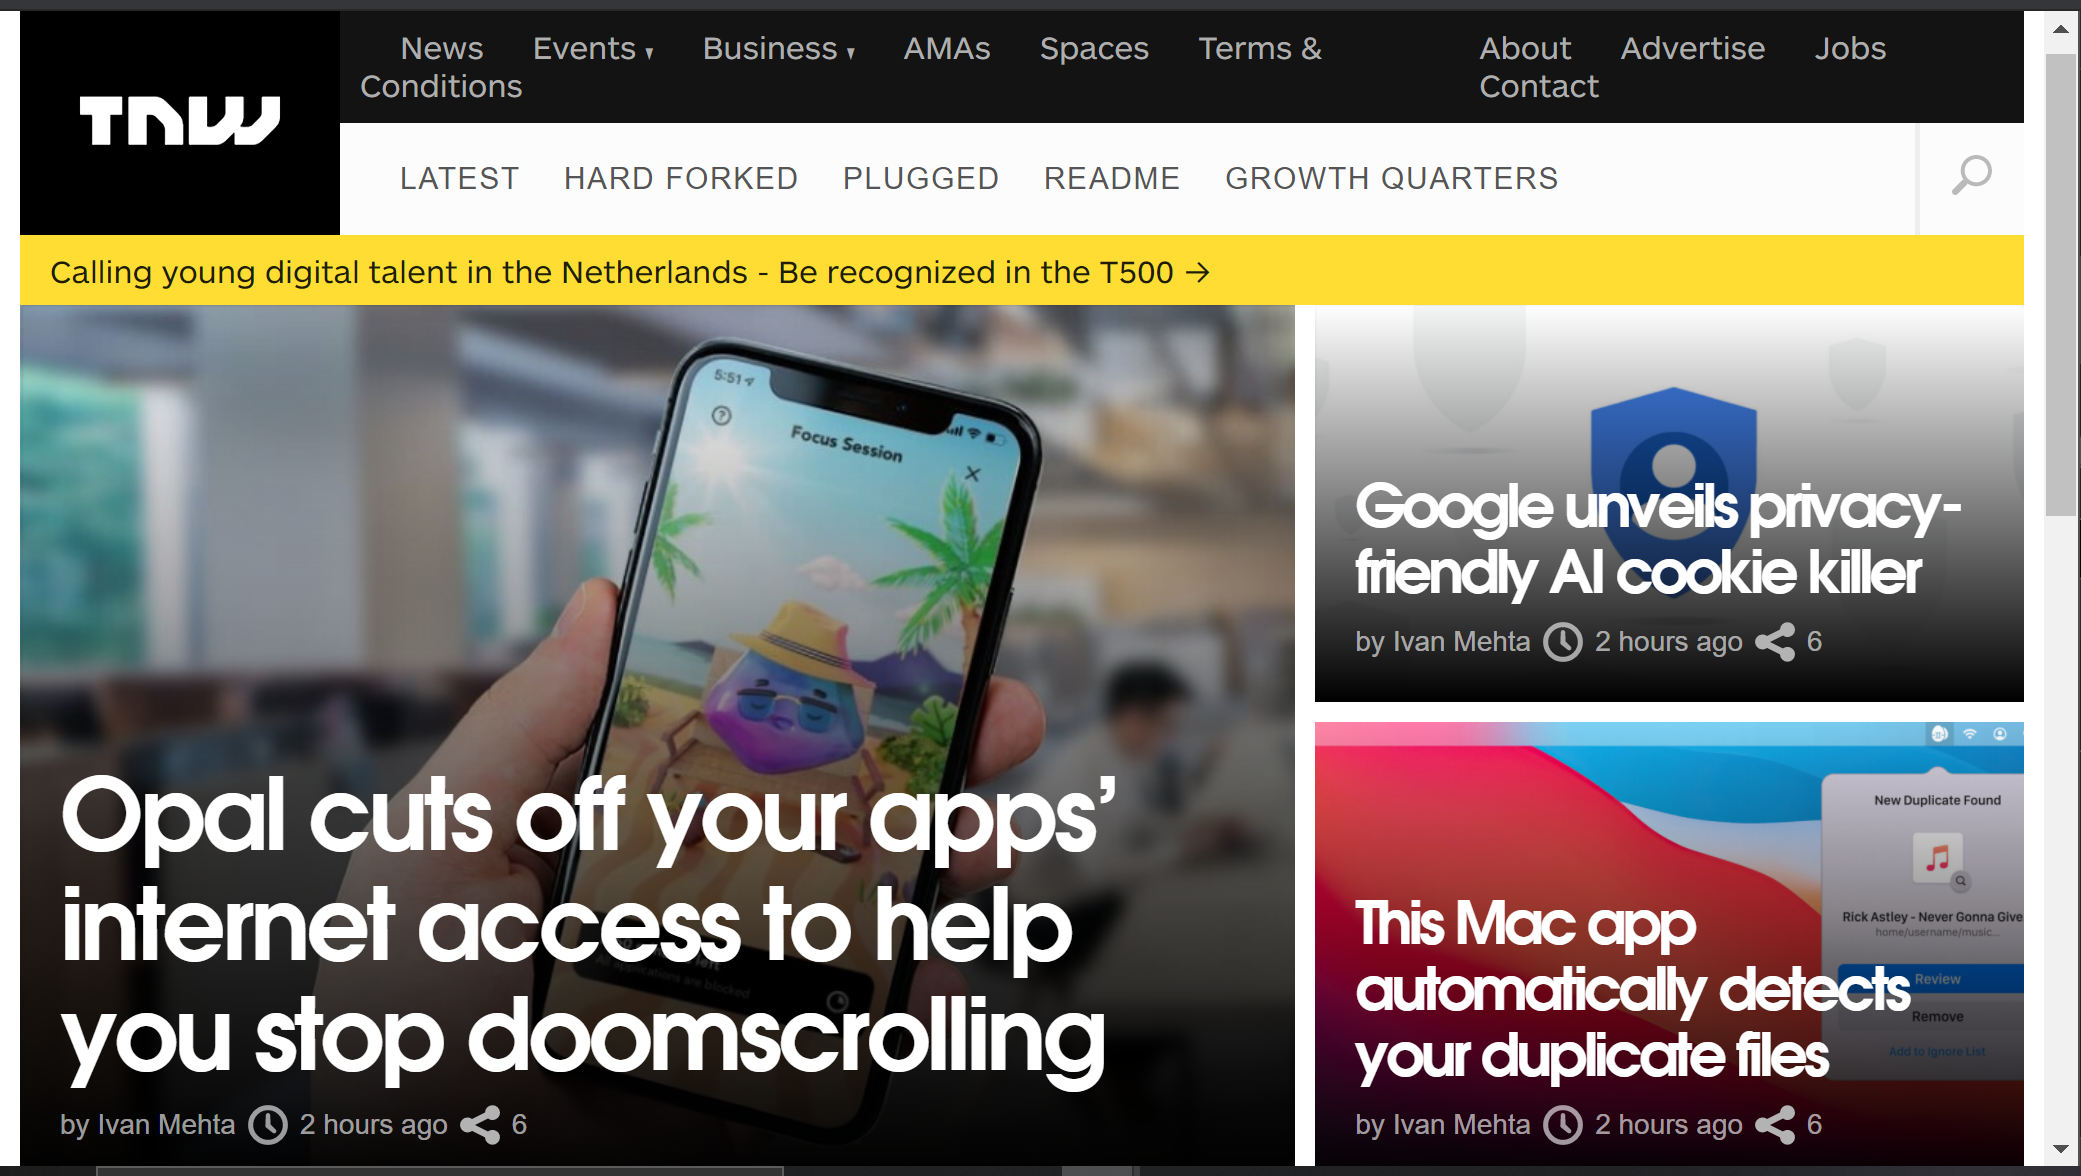 TNW
News Events ▾ Business ▾ AMAs Spaces Terms &
Conditions
About Advertise Jobs
Contact
LATEST HARD FORKED PLUGGED README GROWTH QUARTERS
Calling young digital talent in the Netherlands - Be recognized in the T500 →
5:51
Focus Session
All applications are blocked
Opal cuts off your apps’
internet access to help
you stop doomscrolling
by Ivan Mehta 2 hours ago 6
Google unveils privacy-
friendly AI cookie killer
by Ivan Mehta 2 hours ago 6
New Duplicate Found
Rick Astley - Never Gonna Give
home/username/music...
Review
Remove
Add to Ignore List
This Mac app
automatically detects
your duplicate files
by Ivan Mehta 2 hours ago 6